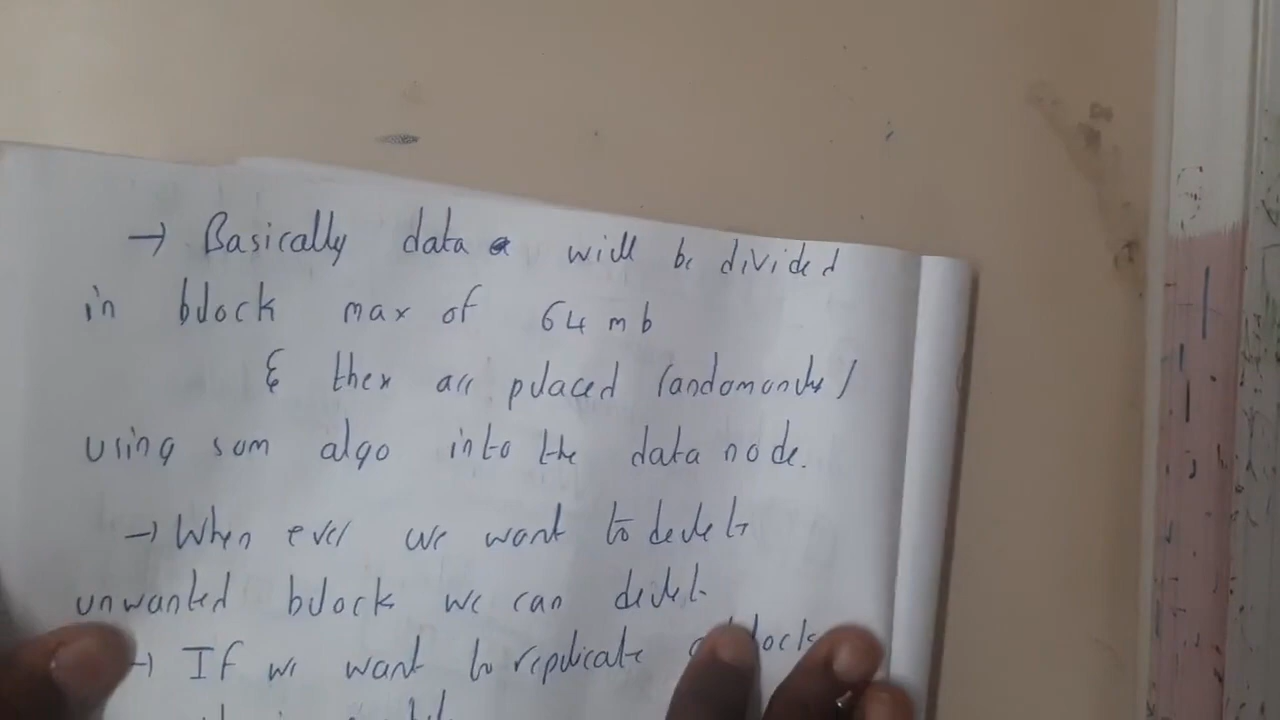 → Basically data a will be divided
in block max of 64 mb
& then are placed randomonly /
using som algo into the data node.
→ When ever we want to delete
unwanted block we can delet
→ If we want to replicate